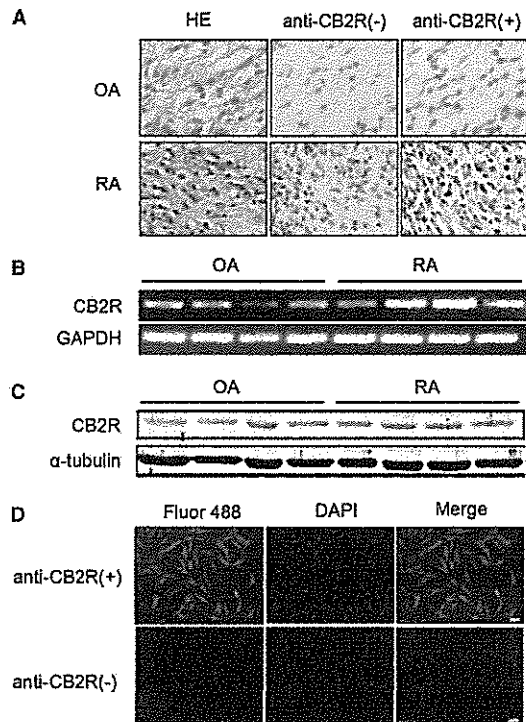 A
HE anti-CB2R(-) anti-CB2R(+)
OA
RA
B
OA RA
CB2R
GAPDH
C
OA RA
CB2R
α-tubulin
D
Fluor 488 DAPI Merge
anti-CB2R(+)
anti-CB2R(-)